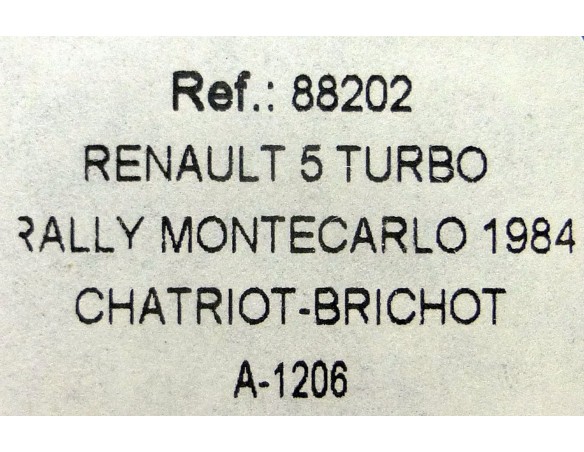 Ref.: 88202
RENAULT 5 TURBO
RALLY MONTECARLO 1984
CHATRIOT-BRICHOT
A-1206